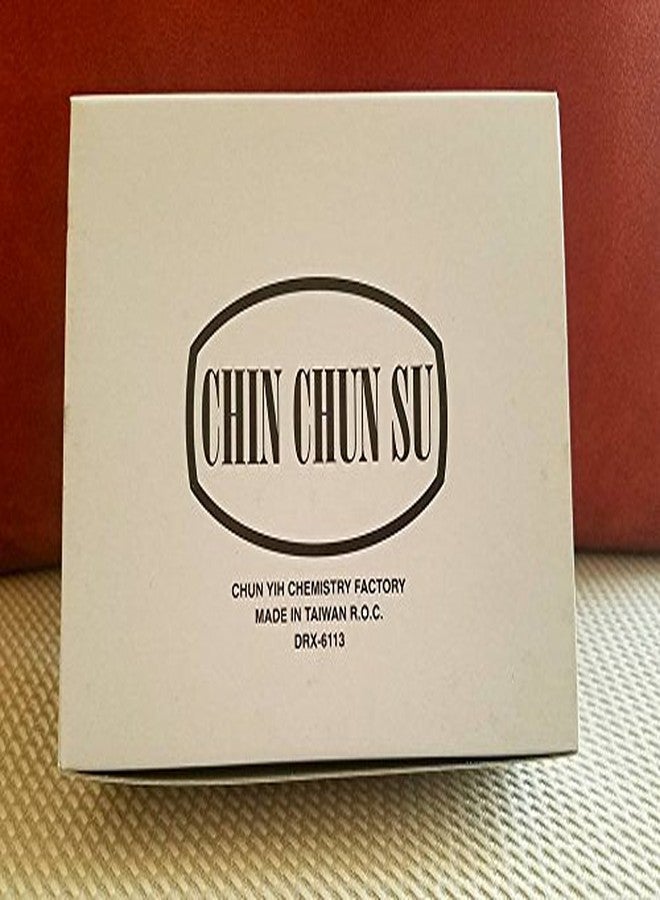 CHIN CHUN SU
CHUN YIH CHEMISTRY FACTORY
MADE IN TAIWAN R.O.C.
DRX-6113